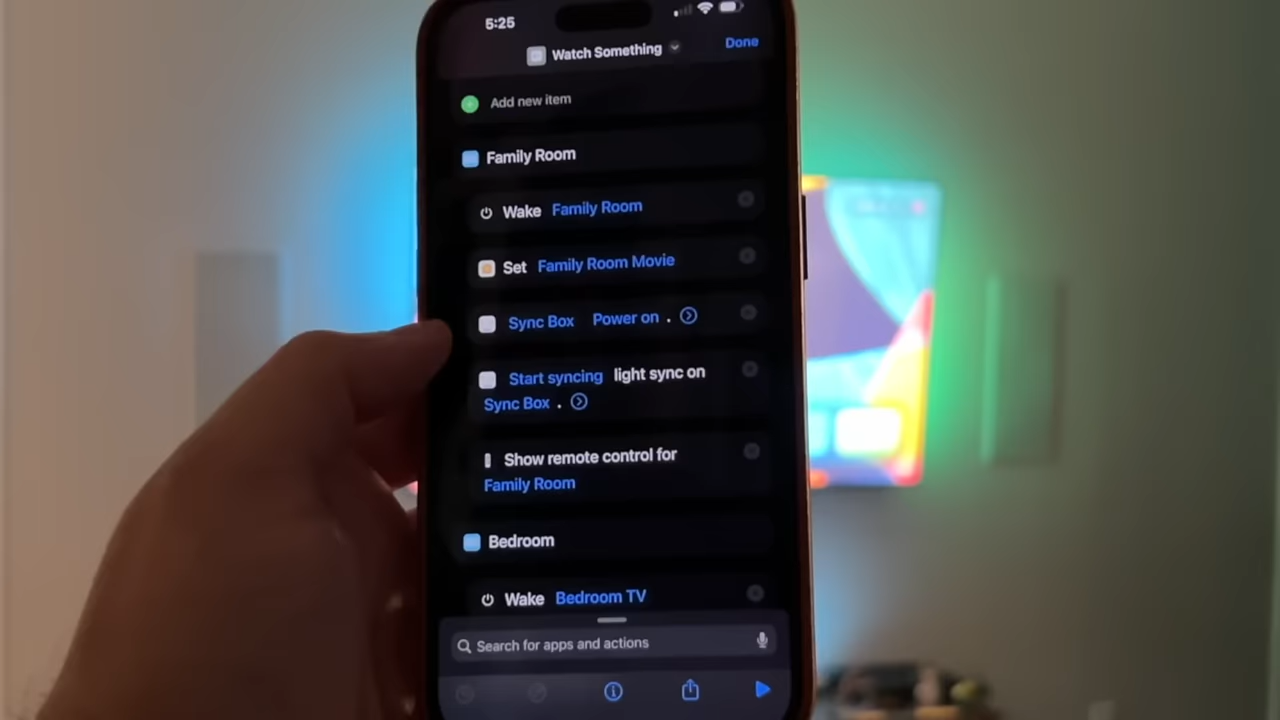 5:25
Watch Something
Done
Add new item
Family Room
Wake Family Room
Set Family Room Movie
Sync Box Power on .
Start syncing light sync on
Sync Box .
Show remote control for
Family Room
Bedroom
Wake Bedroom TV
Search for apps and actions